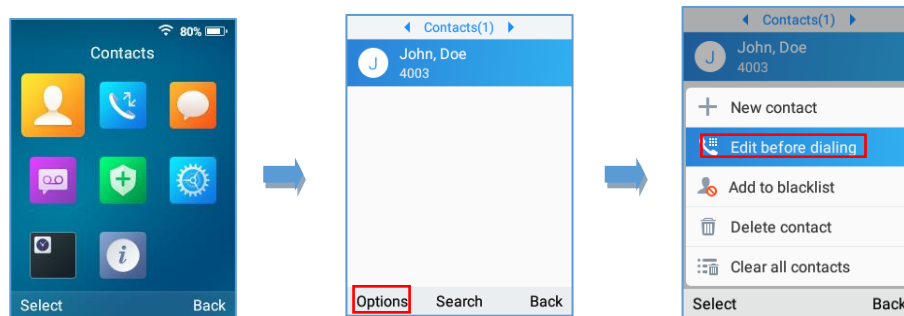 80%
Contacts
Select Back
Contacts(1)
J John, Doe
4003
Options Search Back
Contacts(1)
J John, Doe
4003
New contact
Edit before dialing
Add to blacklist
Delete contact
Clear all contacts
Select Back